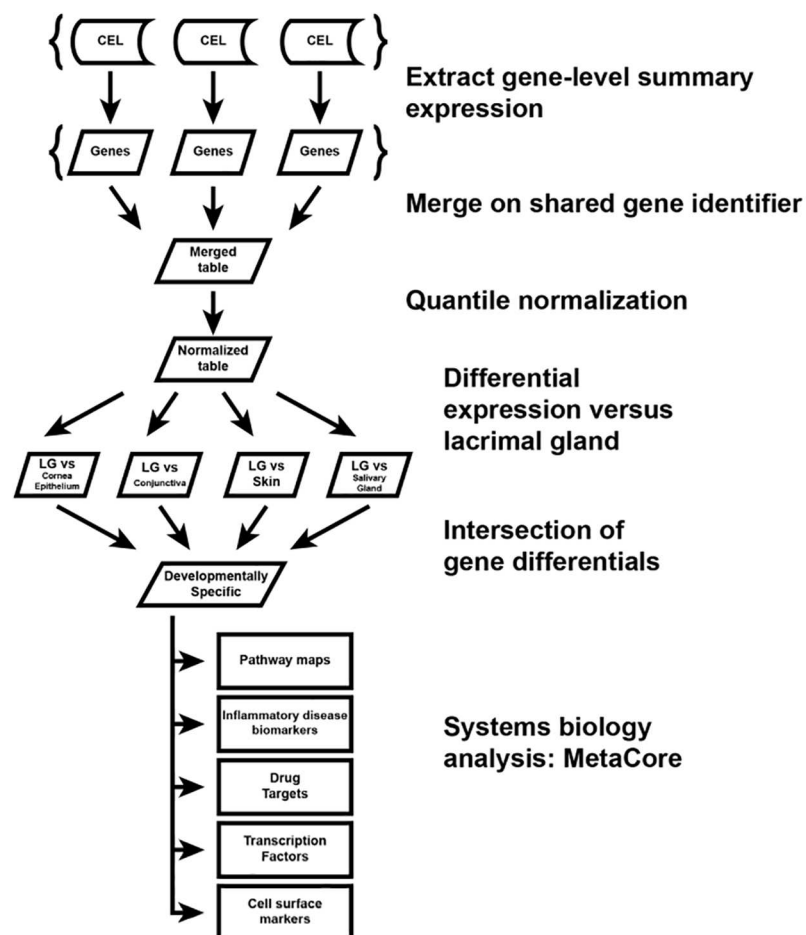 CEL CEL CEL
Extract gene-level summary
expression
Genes Genes Genes
Merge on shared gene identifier
Merged
table
Quantile normalization
Normalized
table
Differential
expression versus
lacrimal gland
LG vs
Cornea
Epithelium
LG vs
Conjunctiva
LG vs
Skin
LG vs
Salivary
Gland
Intersection of
gene differentials
Developmentally
Specific
Pathway maps
Inflammatory disease
biomarkers
Drug
Targets
Transcription
Factors
Cell surface
markers
Systems biology
analysis: MetaCore